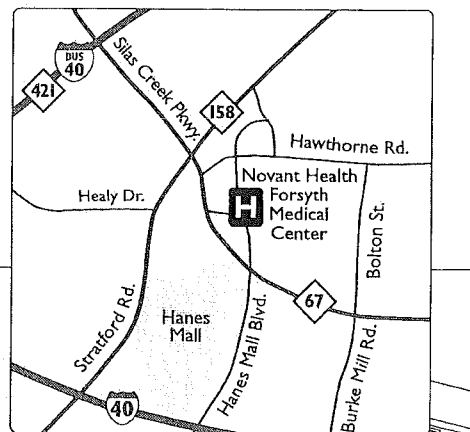 BUS
40
421
Silas Creek Pkwy.
158
Hawthorne Rd.
Novant Health
Forsyth
Medical
Center
H
Healy Dr.
Bolton St.
67
Stratford Rd.
Hanes
Mall
Hanes Mall Blvd.
Burke Mill Rd.
40